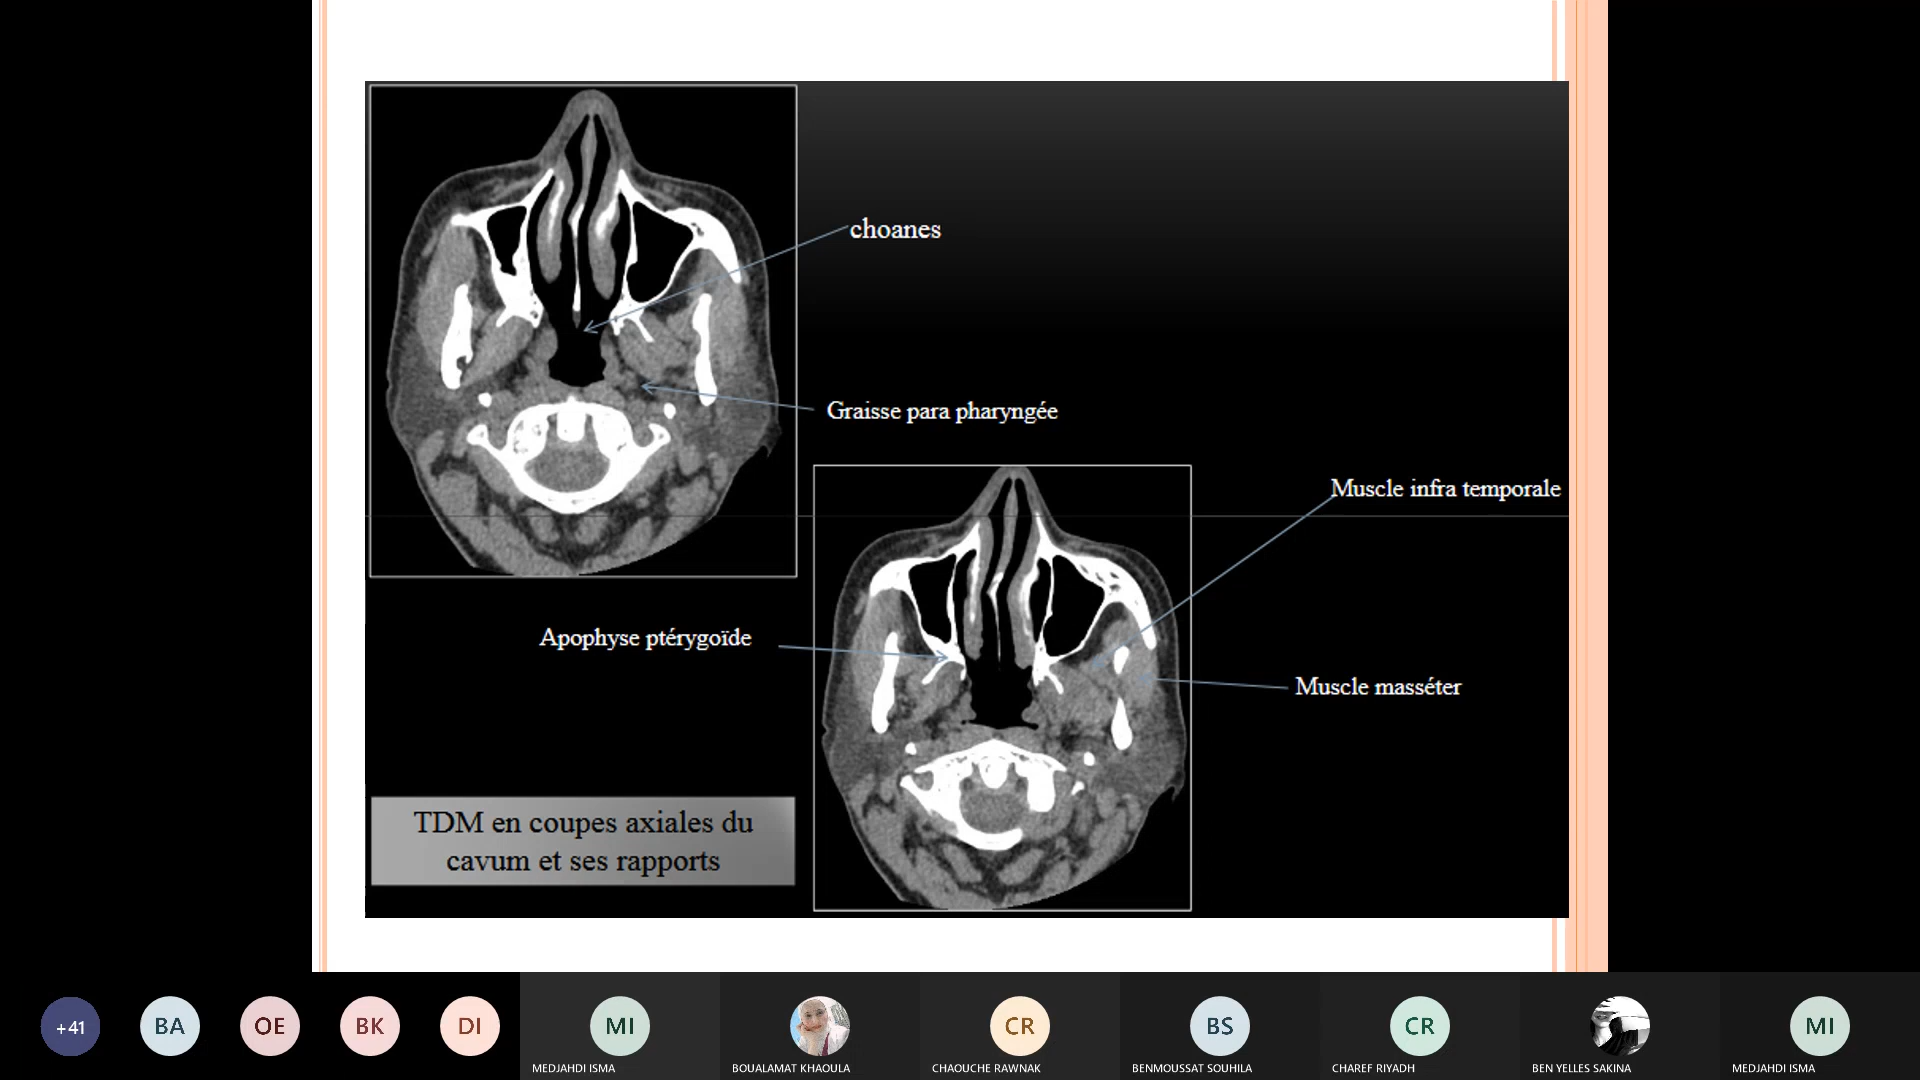 choanes
Graisse para pharyngée
Muscle infra temporale
Apophyse ptérygoïde
Muscle masséter
TDM en coupes axiales du
cavum et ses rapports
+41
BA
OE
BK
DI
MI
CR
BS
CR
MI
MEDJAHDI ISMA
BOUALAMAT KHAOULA
CHAOUCHE RAWNAK
BENMOUSSAT SOUHILA
CHAREF RIYADH
BEN YELLES SAKINA
MEDJAHDI ISMA